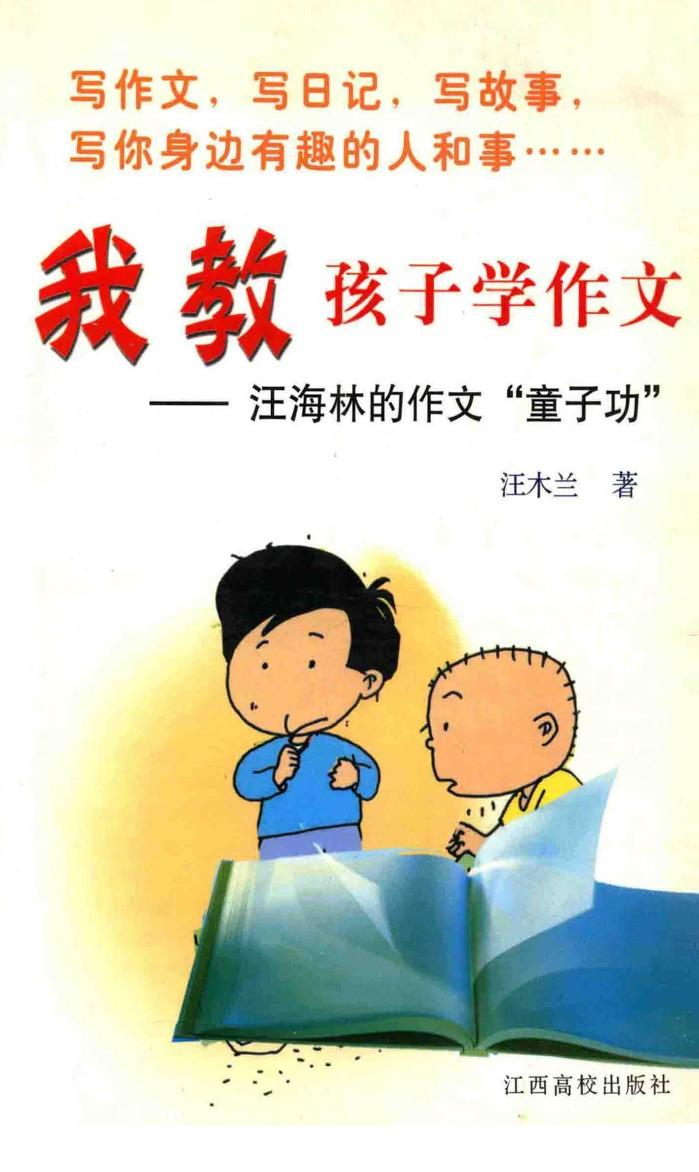 写作文，写日记，写故事，
写你身边有趣的人和事……
我教孩子学作文
——汪海林的作文“童子功”
汪木兰 著
江西高校出版社